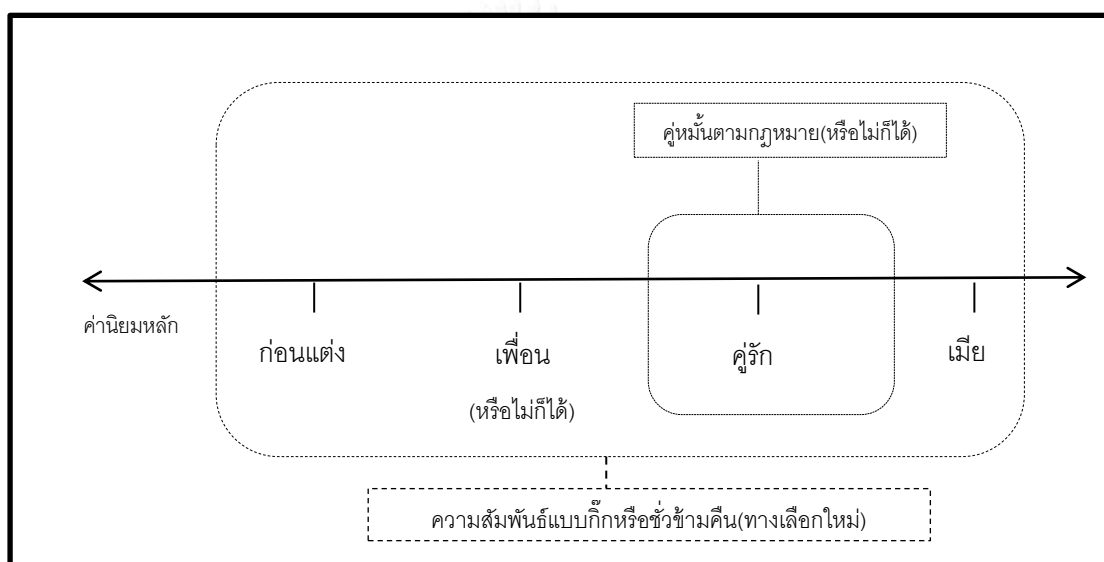 คู่หมั้นตามกฎหมาย(หรือไม่ก็ได้)
ค่านิยมหลัก
ก่อนแต่ง เพื่อน คู่รัก เมีย
(หรือไม่ก็ได้)
ความสัมพันธ์แบบกิ๊กหรือชั่วข้ามคืน(ทางเลือกใหม่)